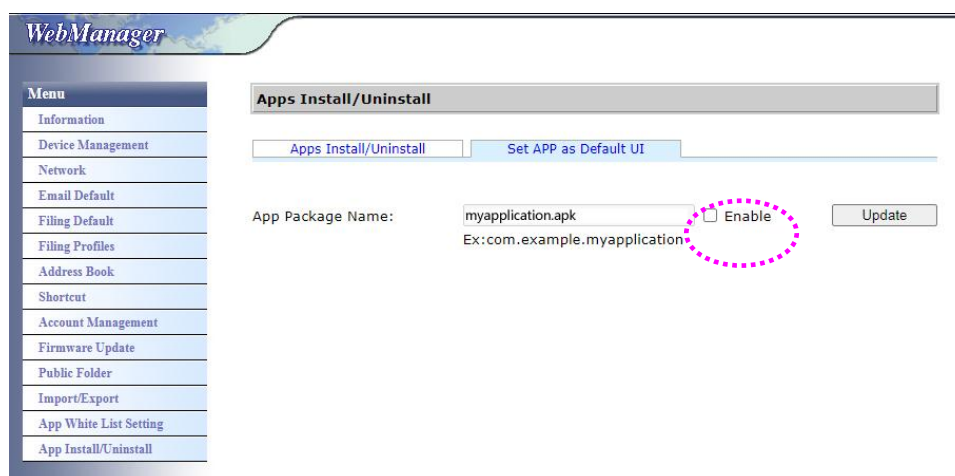 WebManager
Menu
Information
Device Management
Network
Email Default
Filing Default
Filing Profiles
Address Book
Shortcut
Account Management
Firmware Update
Public Folder
Import/Export
App White List Setting
App Install/Uninstall
Apps Install/Uninstall
Apps Install/Uninstall Set APP as Default UI
App Package Name: myapplication.apk Enable Update
Ex:com.example.myapplication